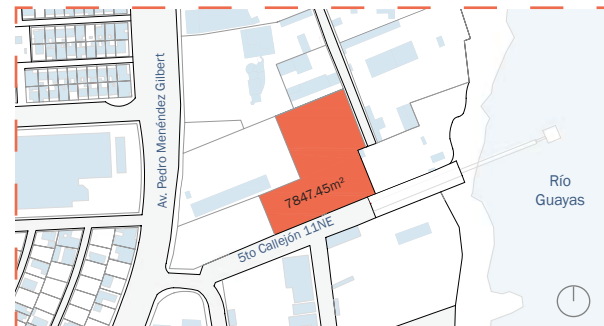 Av. Pedro Menéndez Gilbert
7847.45m²
5to Callejón 11NE
Río
Guayas